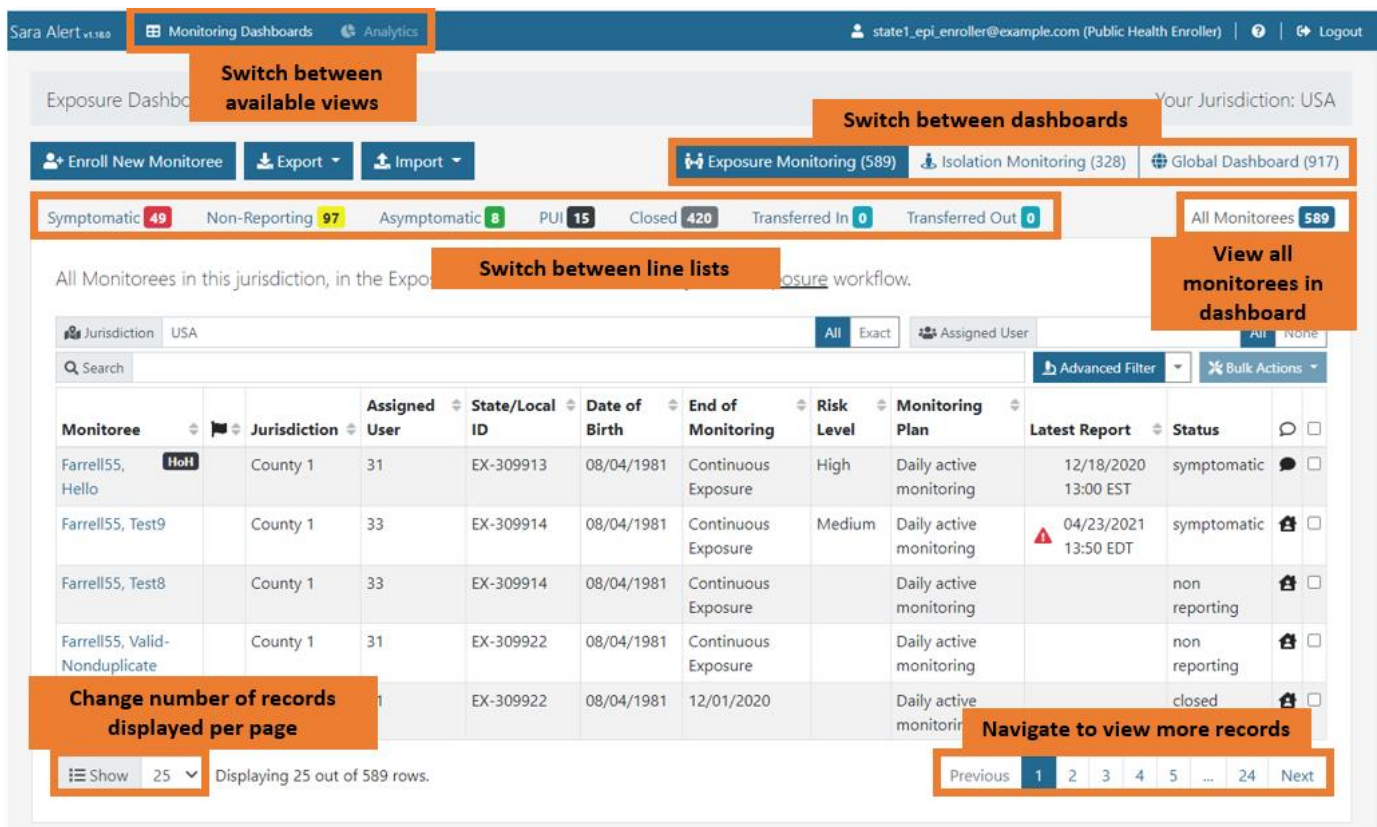 Sara Alert v1.18.0 Monitoring Dashboards Analytics state1_epi_enroller@example.com (Public Health Enroller) | | Logout
Switch between
available views
Exposure Your Jurisdiction: USA
Switch between dashboards
Enroll New Monitoree Export Import Exposure Monitoring (589) Isolation Monitoring (328) Global Dashboard (917)
Symptomatic 49 Non-Reporting 97 Asymptomatic 8 PUI 15 Closed 420 Transferred In 0 Transferred Out 0 All Monitorees 589
Switch between line lists
View all
monitorees in
dashboard
All Monitorees in this jurisdiction, in the workflow.
Jurisdiction USA All Exact Assigned User All None
Search Advanced Filter Bulk Actions
Monitoree Jurisdiction Assigned User State/Local ID Date of Birth End of Monitoring Risk Level Monitoring Plan Latest Report Status
Farrell55, Hello HoH County 1 31 EX-309913 08/04/1981 Continuous Exposure High Daily active monitoring 12/18/2020 13:00 EST symptomatic
Farrell55, Test9 County 1 33 EX-309914 08/04/1981 Continuous Exposure Medium Daily active monitoring 04/23/2021 13:50 EDT symptomatic
Farrell55, Test8 County 1 33 EX-309914 08/04/1981 Continuous Exposure Daily active monitoring non reporting
Farrell55, Valid-Nonduplicate County 1 31 EX-309922 08/04/1981 Continuous Exposure Daily active monitoring non reporting
EX-309922 08/04/1981 12/01/2020 Daily active closed
Change number of records
displayed per page
Navigate to view more records
Show 25 Displaying 25 out of 589 rows. Previous 1 2 3 4 5 ... 24 Next